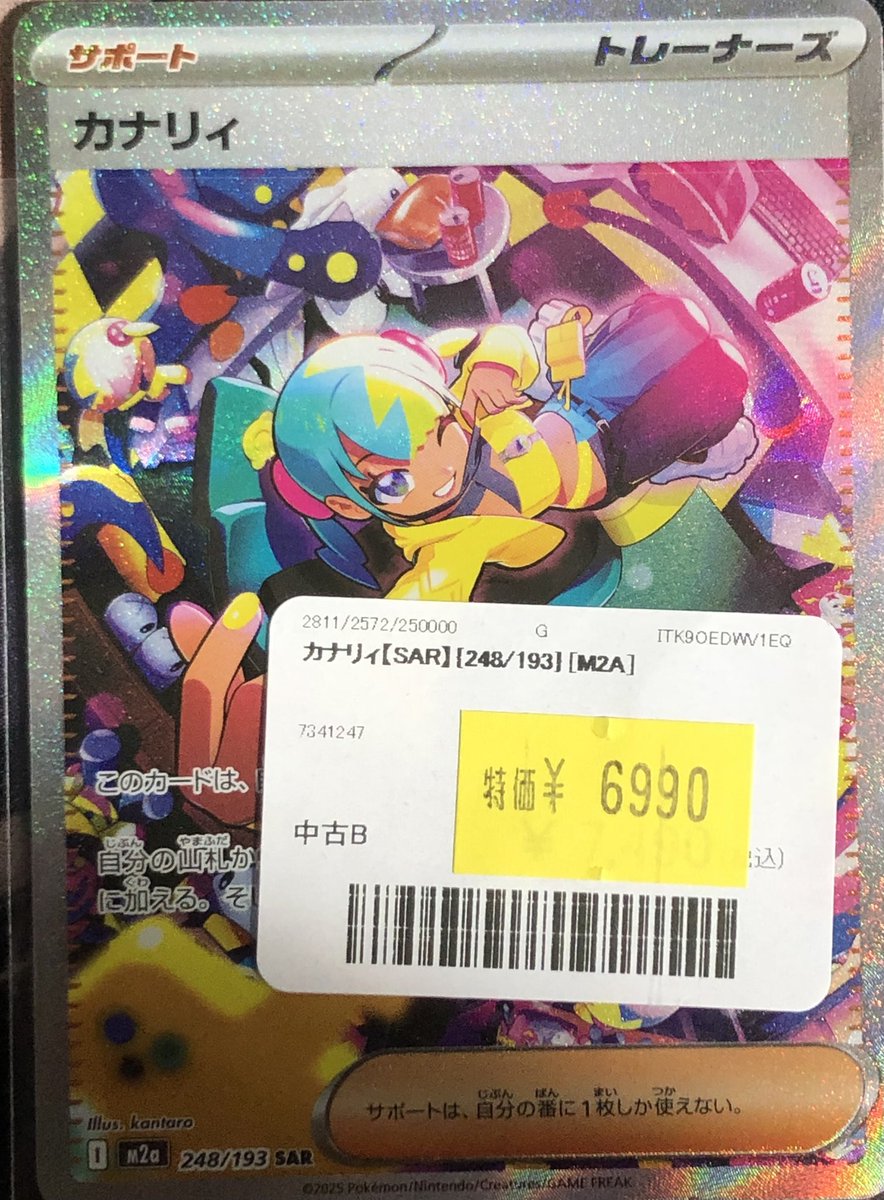 サポート
トレーナーズ
カナリィ
2811/2572/250000 G ITK9OEDWV1EQ
カナリィ【SAR】{248/193} [M2A]
7341247
特価¥ 6990
中古B
込)
このカードは、
自分の山札か
に加える。そ
サポートは、自分の番に1枚しか使えない。
Illus. kantaro
I m2a 248/193 SAR
©2025 Pokémon/Nintendo/Creatures/GAME FREAK